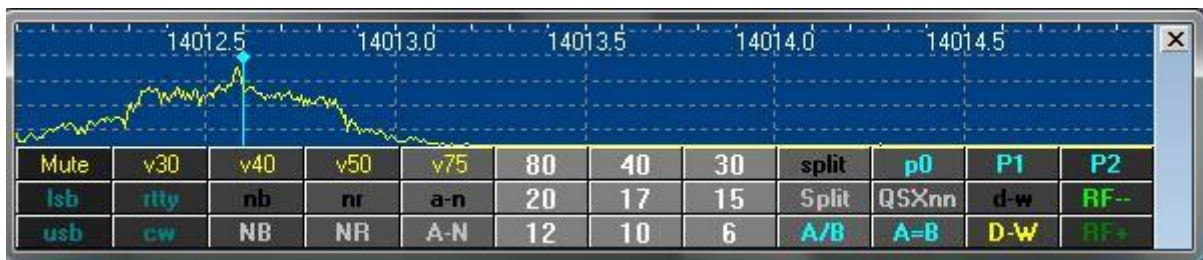 14012.5 14013.0 14013.5 14014.0 14014.5
Mute v30 v40 v50 v75 80 40 30 split p0 P1 P2
lsb rtty nb nr a-n 20 17 15 Split QSXnn d-w RF--
usb cw NB NR A-N 12 10 6 A/B A=B D-W RF+